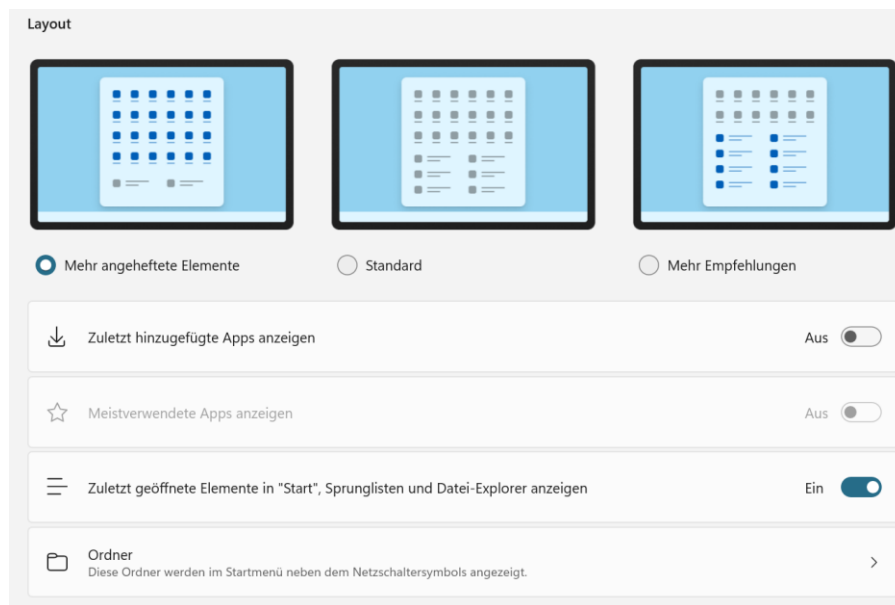 Layout
Mehr angeheftete Elemente
Standard
Mehr Empfehlungen
Zuletzt hinzugefügte Apps anzeigen
Aus
Meistverwendete Apps anzeigen
Aus
Zuletzt geöffnete Elemente in "Start", Sprunglisten und Datei-Explorer anzeigen
Ein
Ordner
Diese Ordner werden im Startmenü neben dem Netzschaltersymbols angezeigt.